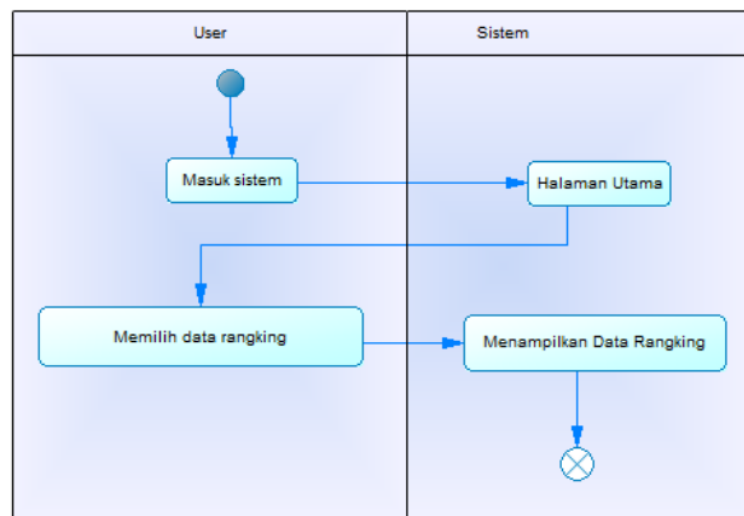 User
Sistem
Masuk sistem
Halaman Utama
Memilih data rangking
Menampilkan Data Rangking